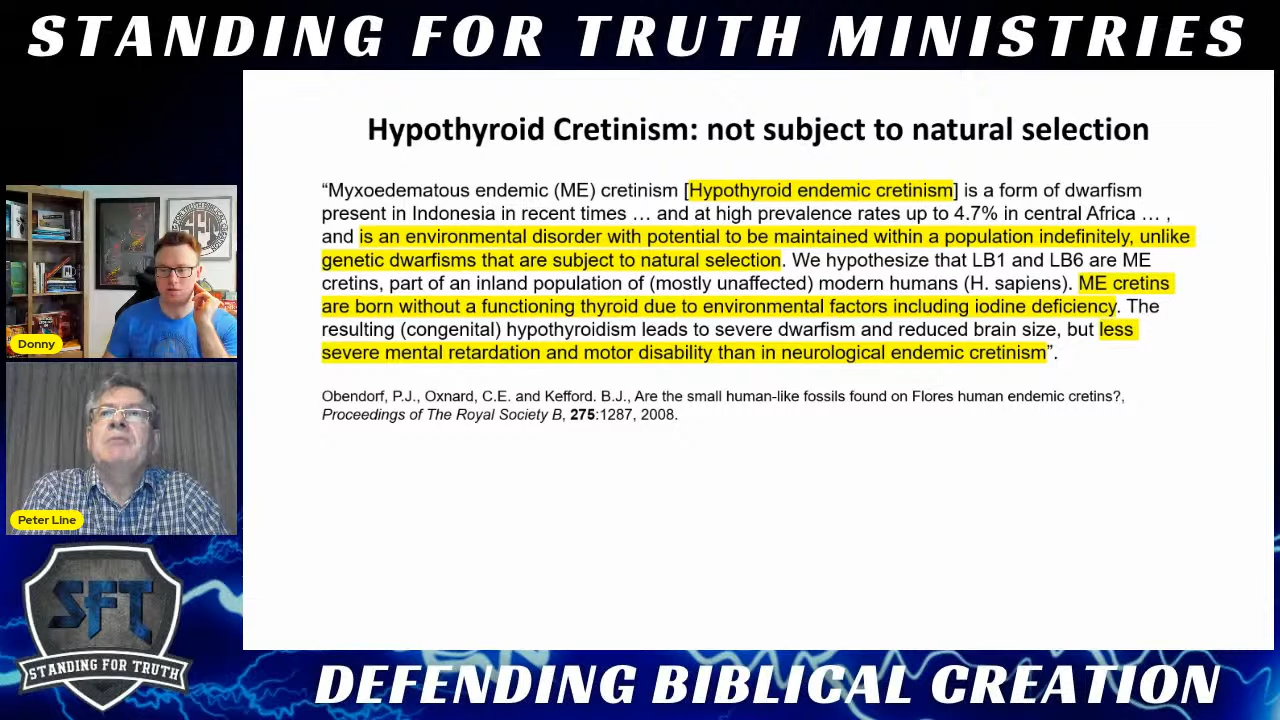 STANDING FOR TRUTH MINISTRIES
Hypothyroid Cretinism: not subject to natural selection
“Myxoedematous endemic (ME) cretinism [Hypothyroid endemic cretinism] is a form of dwarfism
present in Indonesia in recent times … and at high prevalence rates up to 4.7% in central Africa … ,
and is an environmental disorder with potential to be maintained within a population indefinitely, unlike
genetic dwarfisms that are subject to natural selection. We hypothesize that LB1 and LB6 are ME
cretins, part of an inland population of (mostly unaffected) modern humans (H. sapiens). ME cretins
are born without a functioning thyroid due to environmental factors including iodine deficiency. The
resulting (congenital) hypothyroidism leads to severe dwarfism and reduced brain size, but less
severe mental retardation and motor disability than in neurological endemic cretinism”.
Obendorf, P.J., Oxnard, C.E. and Kefford. B.J., Are the small human-like fossils found on Flores human endemic cretins?,
Proceedings of The Royal Society B, 275:1287, 2008.
Donny
Peter Line
SFT
STANDING FOR TRUTH
DEFENDING BIBLICAL CREATION